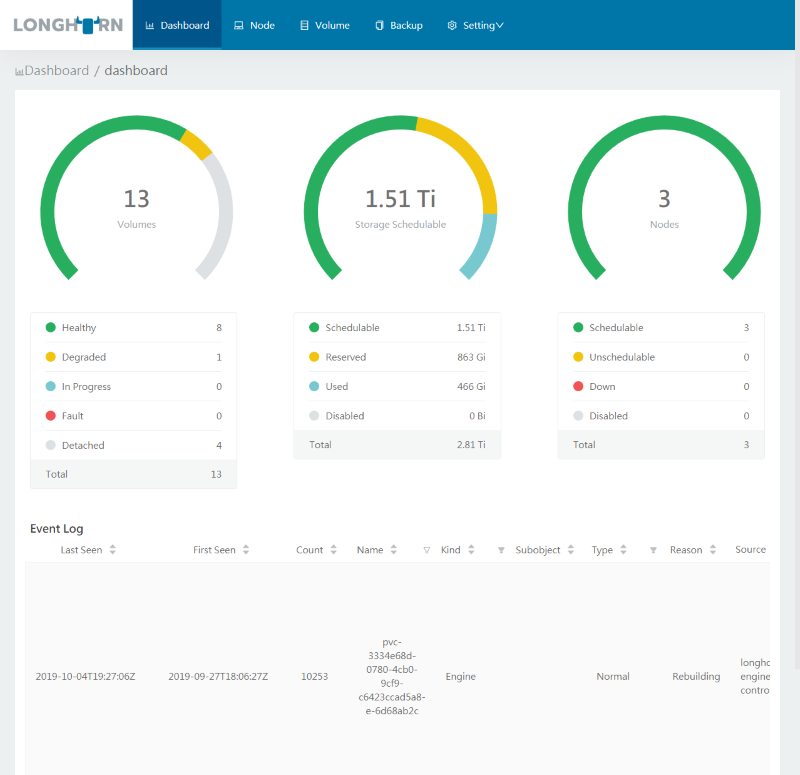 LONGHORN
Dashboard
Node
Volume
Backup
Setting
Dashboard / dashboard
13
Volumes
1.51 Ti
Storage Schedulable
3
Nodes
Healthy 8
Degraded 1
In Progress 0
Fault 0
Detached 4
Total 13
Schedulable 1.51 Ti
Reserved 863 Gi
Used 466 Gi
Disabled 0 Bi
Total 2.81 Ti
Schedulable 3
Unschedulable 0
Down 0
Disabled 0
Total 3
Event Log
Last Seen First Seen Count Name Kind Subobject Type Reason Source
2019-10-04T19:27:06Z
2019-09-27T18:06:27Z
10253
pvc-
3334e68d-
0780-4cb0-
9cf9-
c6423ccad5a8-
e-6d68ab2c
Engine
Normal
Rebuilding
longhc
engine
contro